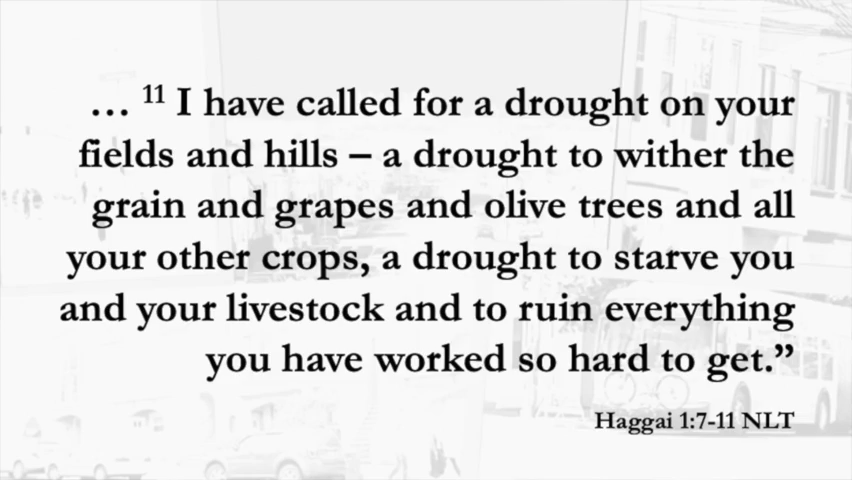 … ¹¹ I have called for a drought on your
fields and hills – a drought to wither the
grain and grapes and olive trees and all
your other crops, a drought to starve you
and your livestock and to ruin everything
you have worked so hard to get.”
Haggai 1:7-11 NLT